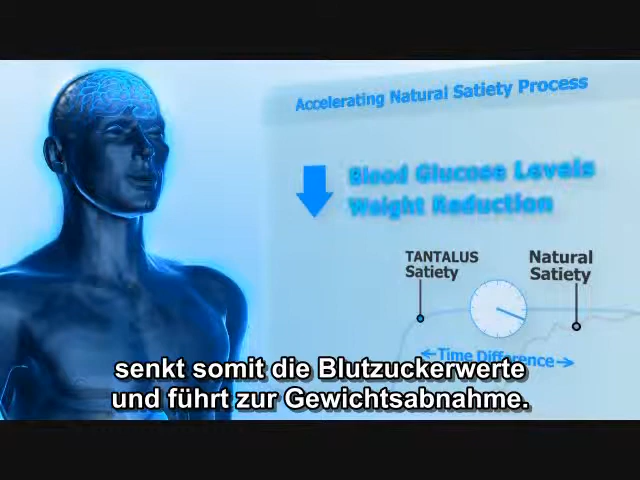 Accelerating Natural Satiety Process
Blood Glucose Levels
Weight Reduction
TANTALUS Satiety
Natural Satiety
Time Difference
senkt somit die Blutzuckerwerte
und führt zur Gewichtsabnahme.